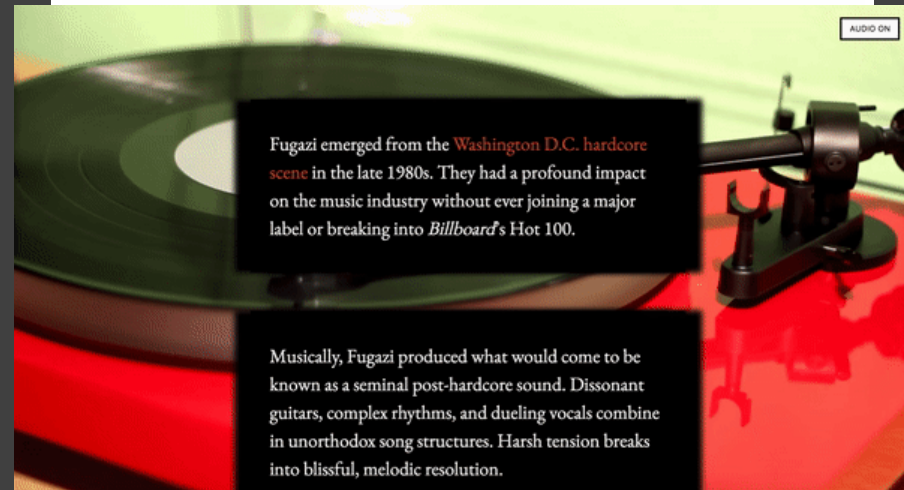 AUDIO ON
Fugazi emerged from the Washington D.C. hardcore
scene in the late 1980s. They had a profound impact
on the music industry without ever joining a major
label or breaking into Billboard's Hot 100.
Musically, Fugazi produced what would come to be
known as a seminal post-hardcore sound. Dissonant
guitars, complex rhythms, and dueling vocals combine
in unorthodox song structures. Harsh tension breaks
into blissful, melodic resolution.